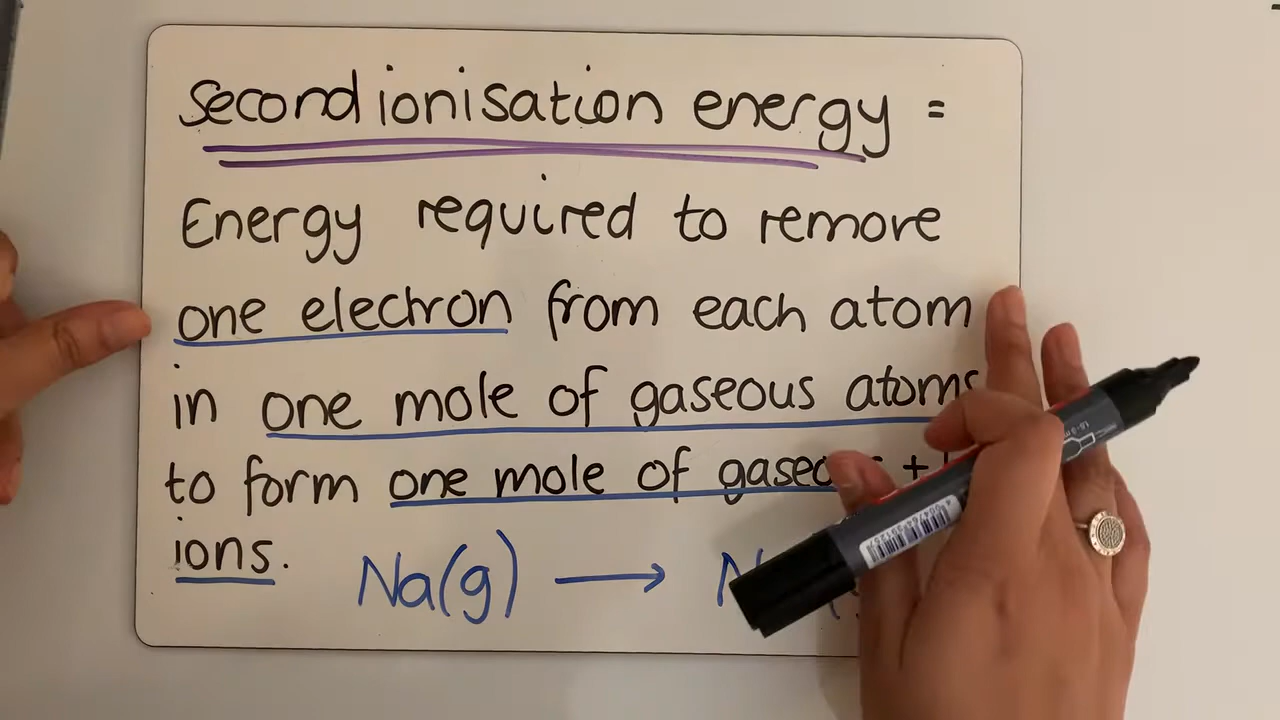 Second ionisation energy =
Energy required to remove
one electron from each atom
in one mole of gaseous atoms
to form one mole of
ions. Na(g) →